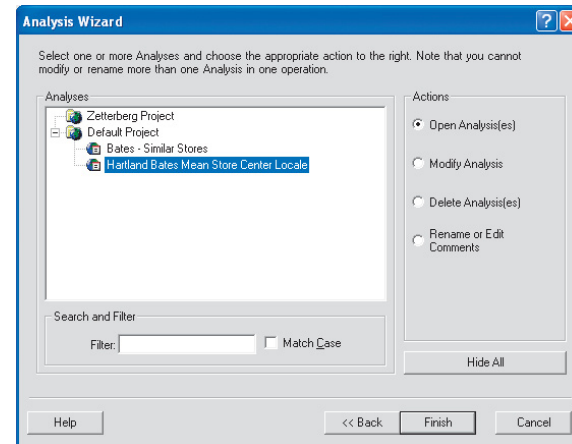 Analysis Wizard
Select one or more Analyses and choose the appropriate action to the right. Note that you cannot
modify or rename more than one Analysis in one operation.
Analyses
Zetterberg Project
Default Project
Bates - Similar Stores
Hartland Bates Mean Store Center Locale
Search and Filter
Filter:
Match Case
Actions
Open Analysis(es)
Modify Analysis
Delete Analysis(es)
Rename or Edit
Comments
Hide All
Help
<< Back
Finish
Cancel